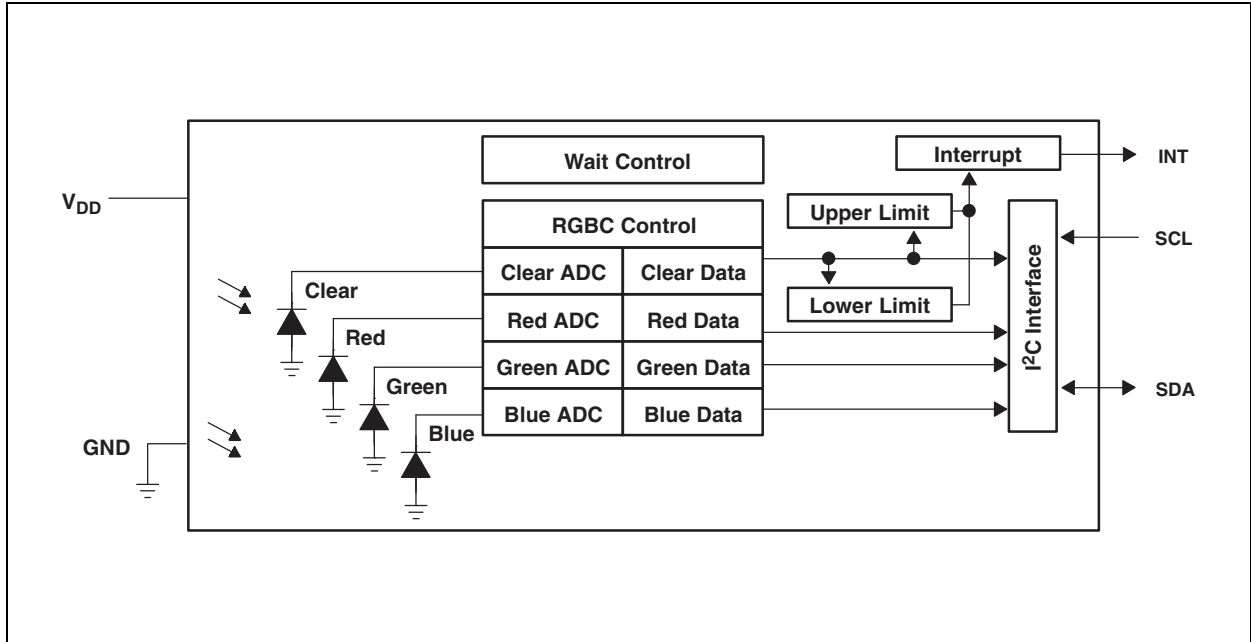 Wait Control
Interrupt
INT
VDD
Upper Limit
RGBC Control
SCL
Clear ADC
Clear Data
Clear
Lower Limit
I2C Interface
Red ADC
Red Data
Red
Green ADC
Green Data
Green
SDA
Blue ADC
Blue Data
Blue
GND